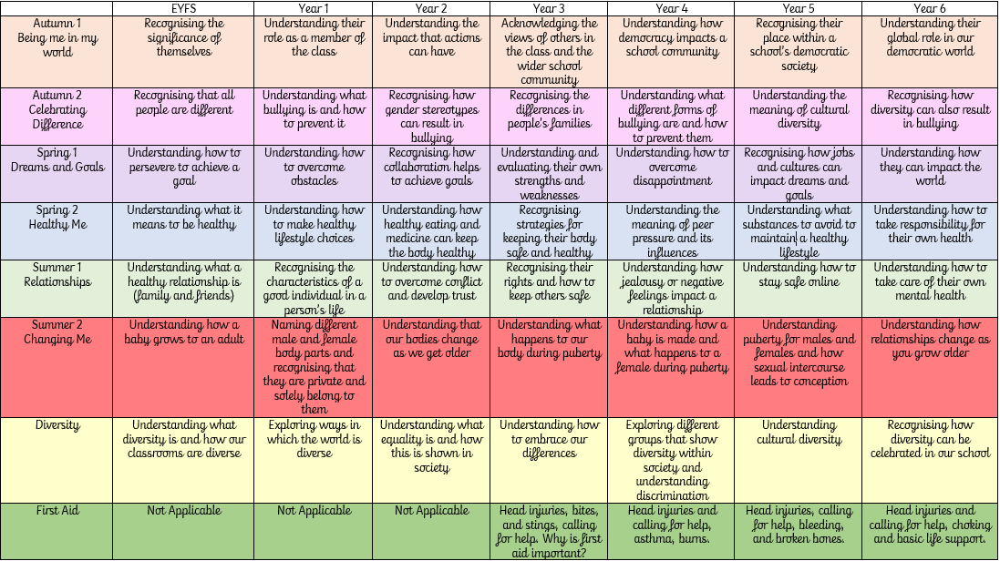 EYFS
Year 1
Year 2
Year 3
Year 4
Year 5
Year 6
Autumn 1
Being me in my
world
Recognising the
significance of
themselves
Understanding their
role as a member of
the class
Understanding the
impact that actions
can have
Acknowledging the
views of others in
the class and the
wider school
community
Understanding how
democracy impacts a
school community
Recognising their
place within a
school's democratic
society
Understanding their
global role in our
democratic world
Autumn 2
Celebrating
Difference
Recognising that all
people are different
Understanding what
bullying is and how
to prevent it
Recognising how
gender stereotypes
can result in
bullying
Recognising the
differences in
people's families
Understanding what
different forms of
bullying are and how
to prevent them
Understanding the
meaning of cultural
diversity
Recognising how
diversity can also result
in bullying
Spring 1
Dreams and Goals
Understanding how to
persevere to achieve a
goal
Understanding how
to overcome
obstacles
Recognising how
collaboration helps
to achieve goals
Understanding and
evaluating their own
strengths and
weaknesses
Understanding how to
overcome
disappointment
Recognising how jobs
and cultures can
impact dreams and
goals
Understanding how
they can impact the
world
Spring 2
Healthy Me
Understanding what it
means to be healthy
Understanding how
to make healthy
lifestyle choices
Understanding how
healthy eating and
medicine can keep
the body healthy
Recognising
strategies for
keeping their body
safe and healthy
Understanding the
meaning of peer
pressure and its
influences
Understanding what
substances to avoid to
maintain a healthy
lifestyle
Understanding how to
take responsibility for
their own health
Summer 1
Relationships
Understanding what a
healthy relationship is
(family and friends)
Recognising the
characteristics of a
good individual in a
person's life
Understanding how
to overcome conflict
and develop trust
Recognising their
rights and how to
keep others safe
Understanding how
jealousy or negative
feelings impact a
relationship
Understanding how to
stay safe online
Understanding how to
take care of their own
mental health
Summer 2
Changing Me
Understanding how a
baby grows to an adult
Naming different
male and female
body parts and
recognising that
they are private and
solely belong to
them
Understanding that
our bodies change
as we get older
Understanding what
happens to our
body during puberty
Understanding how a
baby is made and
what happens to a
female during puberty
Understanding
puberty for males and
females and how
sexual intercourse
leads to conception
Understanding how
relationships change as
you grow older
Diversity
Understanding what
diversity is and how our
classrooms are diverse
Exploring ways in
which the world is
diverse
Understanding what
equality is and how
this is shown in
society
Understanding how
to embrace our
differences
Exploring different
groups that show
diversity within
society and
understanding
discrimination
Understanding
cultural diversity
Recognising how
diversity can be
celebrated in our school
First Aid
Not Applicable
Not Applicable
Not Applicable
Head injuries, bites,
and stings, calling
for help. Why is first
aid important?
Head injuries and
calling for help,
asthma, burns.
Head injuries, calling
for help, bleeding,
and broken bones.
Head injuries and
calling for help, choking
and basic life support.